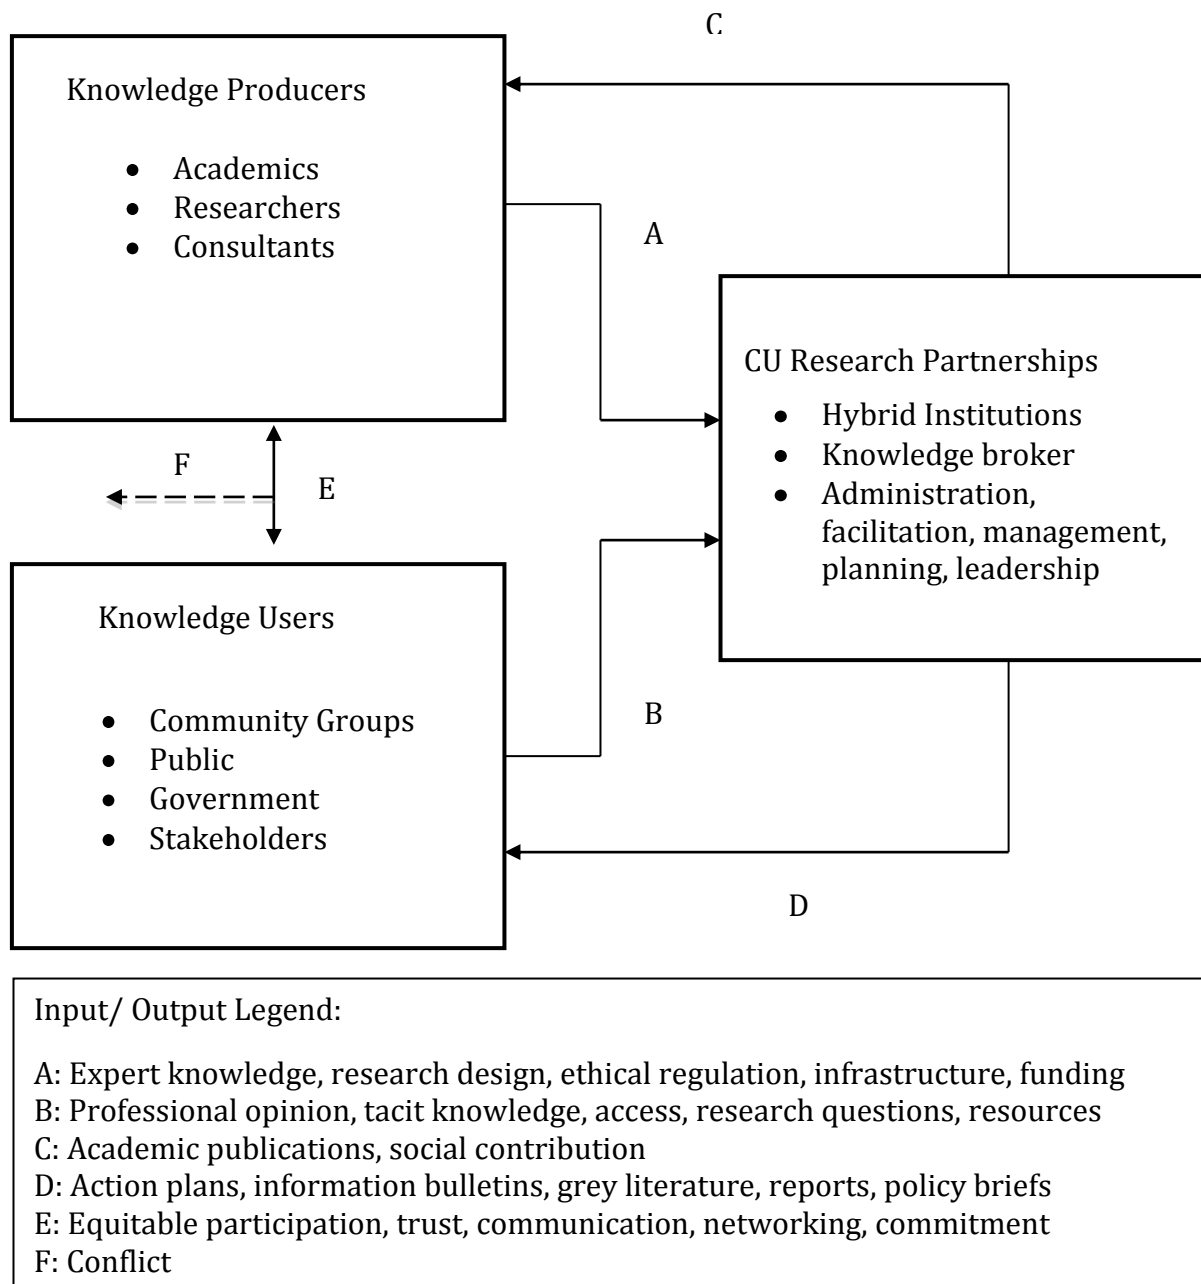 C
Knowledge Producers
• Academics
• Researchers
• Consultants
A
CU Research Partnerships
• Hybrid Institutions
• Knowledge broker
• Administration,
facilitation, management,
planning, leadership
F
E
Knowledge Users
• Community Groups
• Public
• Government
• Stakeholders
B
D
Input/ Output Legend:
A: Expert knowledge, research design, ethical regulation, infrastructure, funding
B: Professional opinion, tacit knowledge, access, research questions, resources
C: Academic publications, social contribution
D: Action plans, information bulletins, grey literature, reports, policy briefs
E: Equitable participation, trust, communication, networking, commitment
F: Conflict